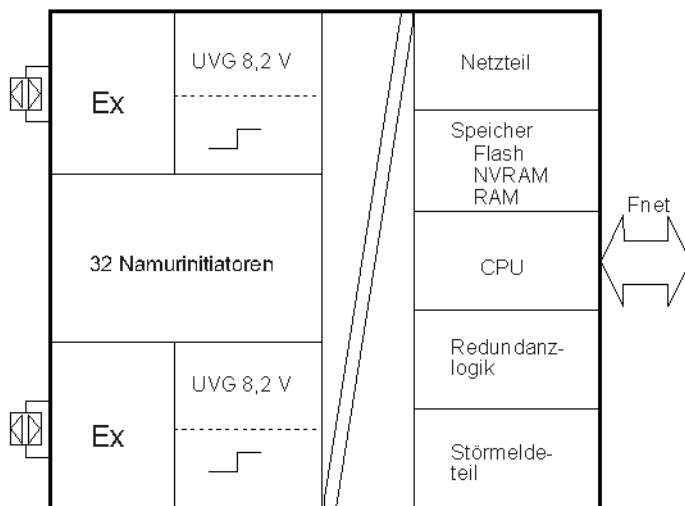 UVG 8,2 V
Ex
32 Namurinitiatoren
UVG 8,2 V
Ex
Netzteil
Speicher
Flash
NVRAM
RAM
CPU
Redundanz-
logik
Störmelde-
teil
Fnet